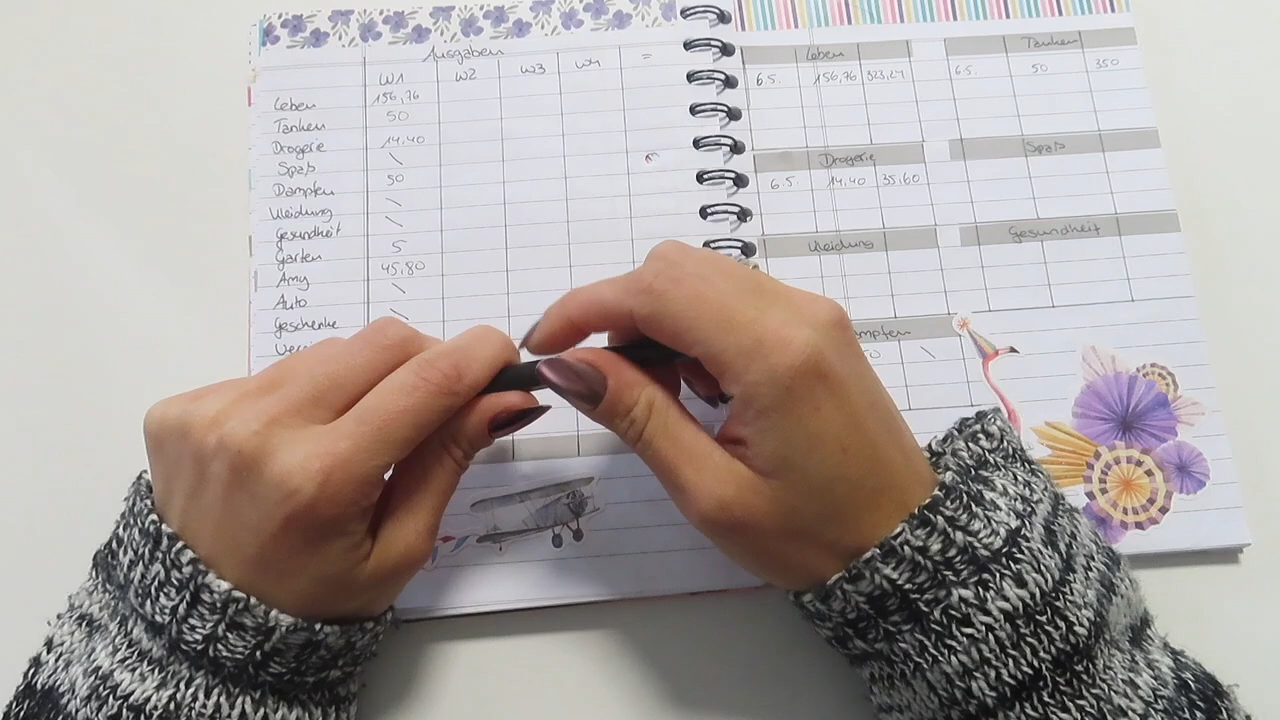 Ausgaben
W1 W2 W3 W4 =
Leben 156,76
Tanken 50
Drogerie 14,40
Spaß \
Dampfen 50
Kleidung \
Gesundheit \
Garten 5
Amy 45,80
Auto \
Geschenke \
Leben
6.5. 156,76 323,24
Tanken
6.5. 50 350
Drogerie
6.5. 14,40 35,60
Spaß
Kleidung
Gesundheit